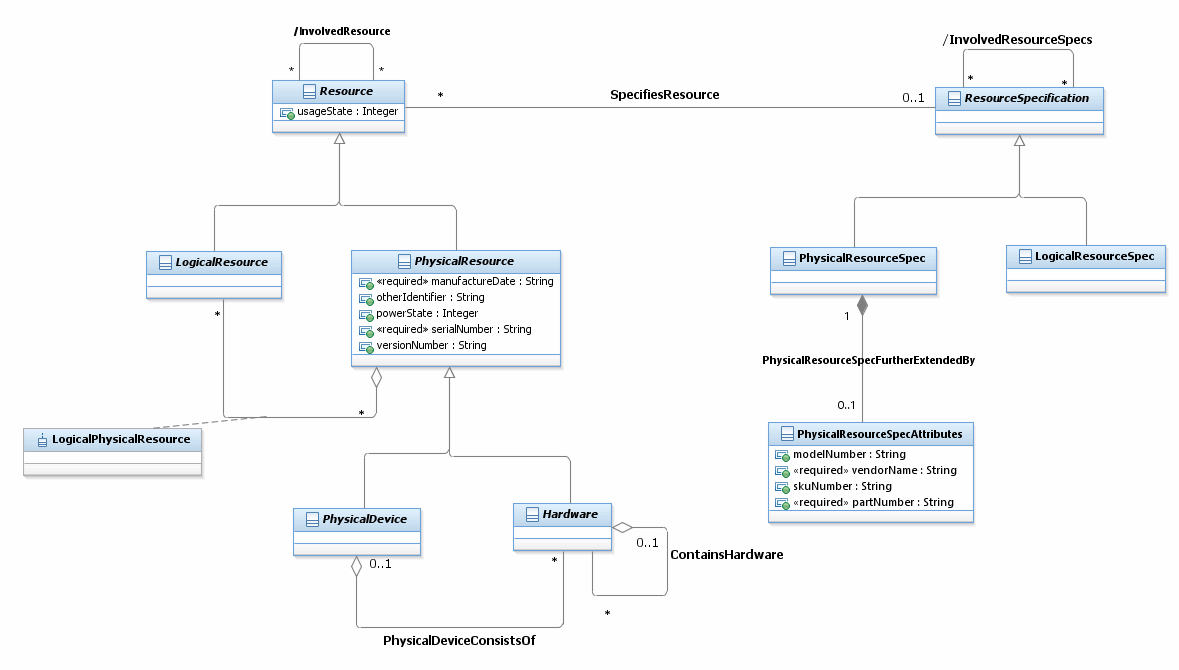 /InvolvedResource
/InvolvedResourceSpecs
* *
* *
Resource
usageState : Integer
*
SpecifiesResource
0..1
ResourceSpecification
LogicalResource
PhysicalResource
«required» manufactureDate : String
otherIdentifier : String
powerState : Integer
«required» serialNumber : String
versionNumber : String
PhysicalResourceSpec
LogicalResourceSpec
*
*
1
PhysicalResourceSpecFurtherExtendedBy
0..1
LogicalPhysicalResource
PhysicalResourceSpecAttributes
modelNumber : String
«required» vendorName : String
skuNumber : String
«required» partNumber : String
PhysicalDevice
Hardware
0..1
*
0..1
ContainsHardware
*
PhysicalDeviceConsistsOf